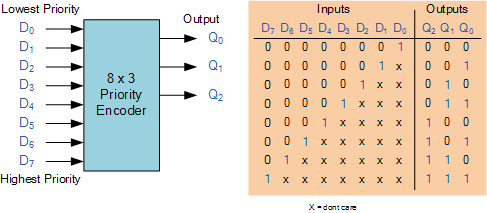 Lowest Priority
D0
D1
D2
D3
D4
D5
D6
D7
Highest Priority
8 x 3
Priority
Encoder
Output
Q0
Q1
Q2
Inputs Outputs
D7 D6 D5 D4 D3 D2 D1 D0 Q2 Q1 Q0
0 0 0 0 0 0 0 1 0 0 0
0 0 0 0 0 0 1 x 0 0 1
0 0 0 0 0 1 x x 0 1 0
0 0 0 0 1 x x x 0 1 1
0 0 0 1 x x x x 1 0 0
0 0 1 x x x x x 1 0 1
0 1 x x x x x x 1 1 0
1 x x x x x x x 1 1 1
X = dont care